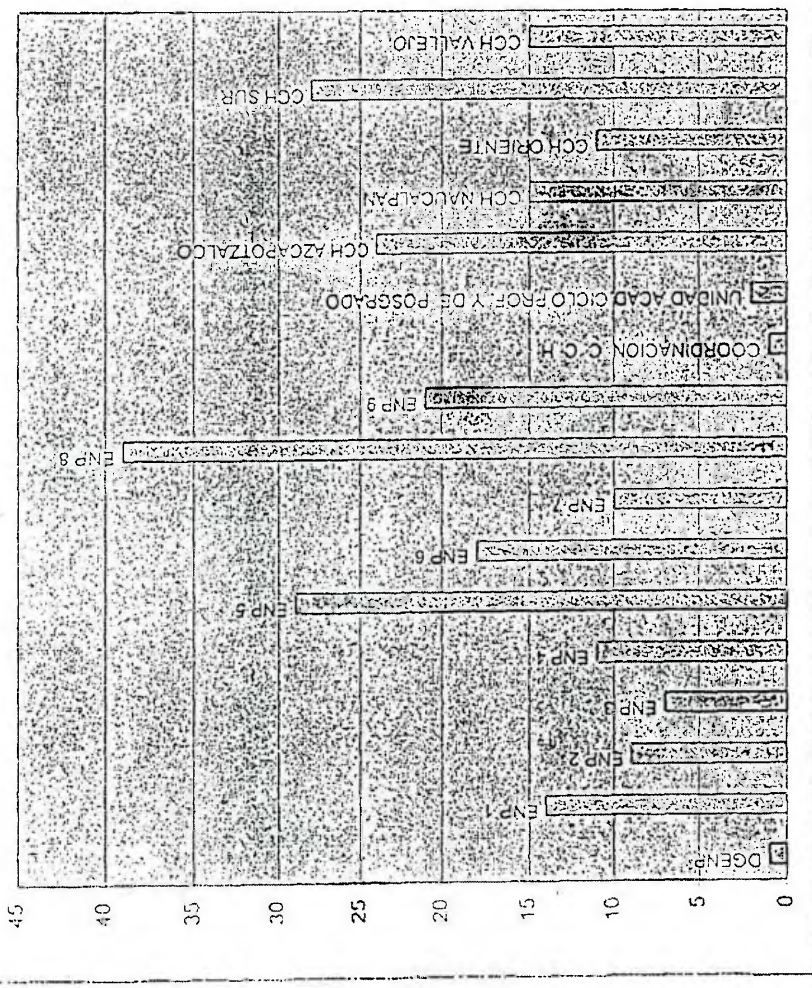 CCH VALLEJO
CCH SUR
CCH ORIENTE
CCH NAUCALPAN
CCH AZCAPOTZALCO
UNIDAD ACAD. CICLO PROF. Y DE POSGRADO
COORDINACION C. C. H.
ENP 9
ENP 8
ENP 7
ENP 6
ENP 5
ENP 4
ENP 3
ENP 2
ENP 1
DGENP
45
40
35
30
25
20
15
10
5
0